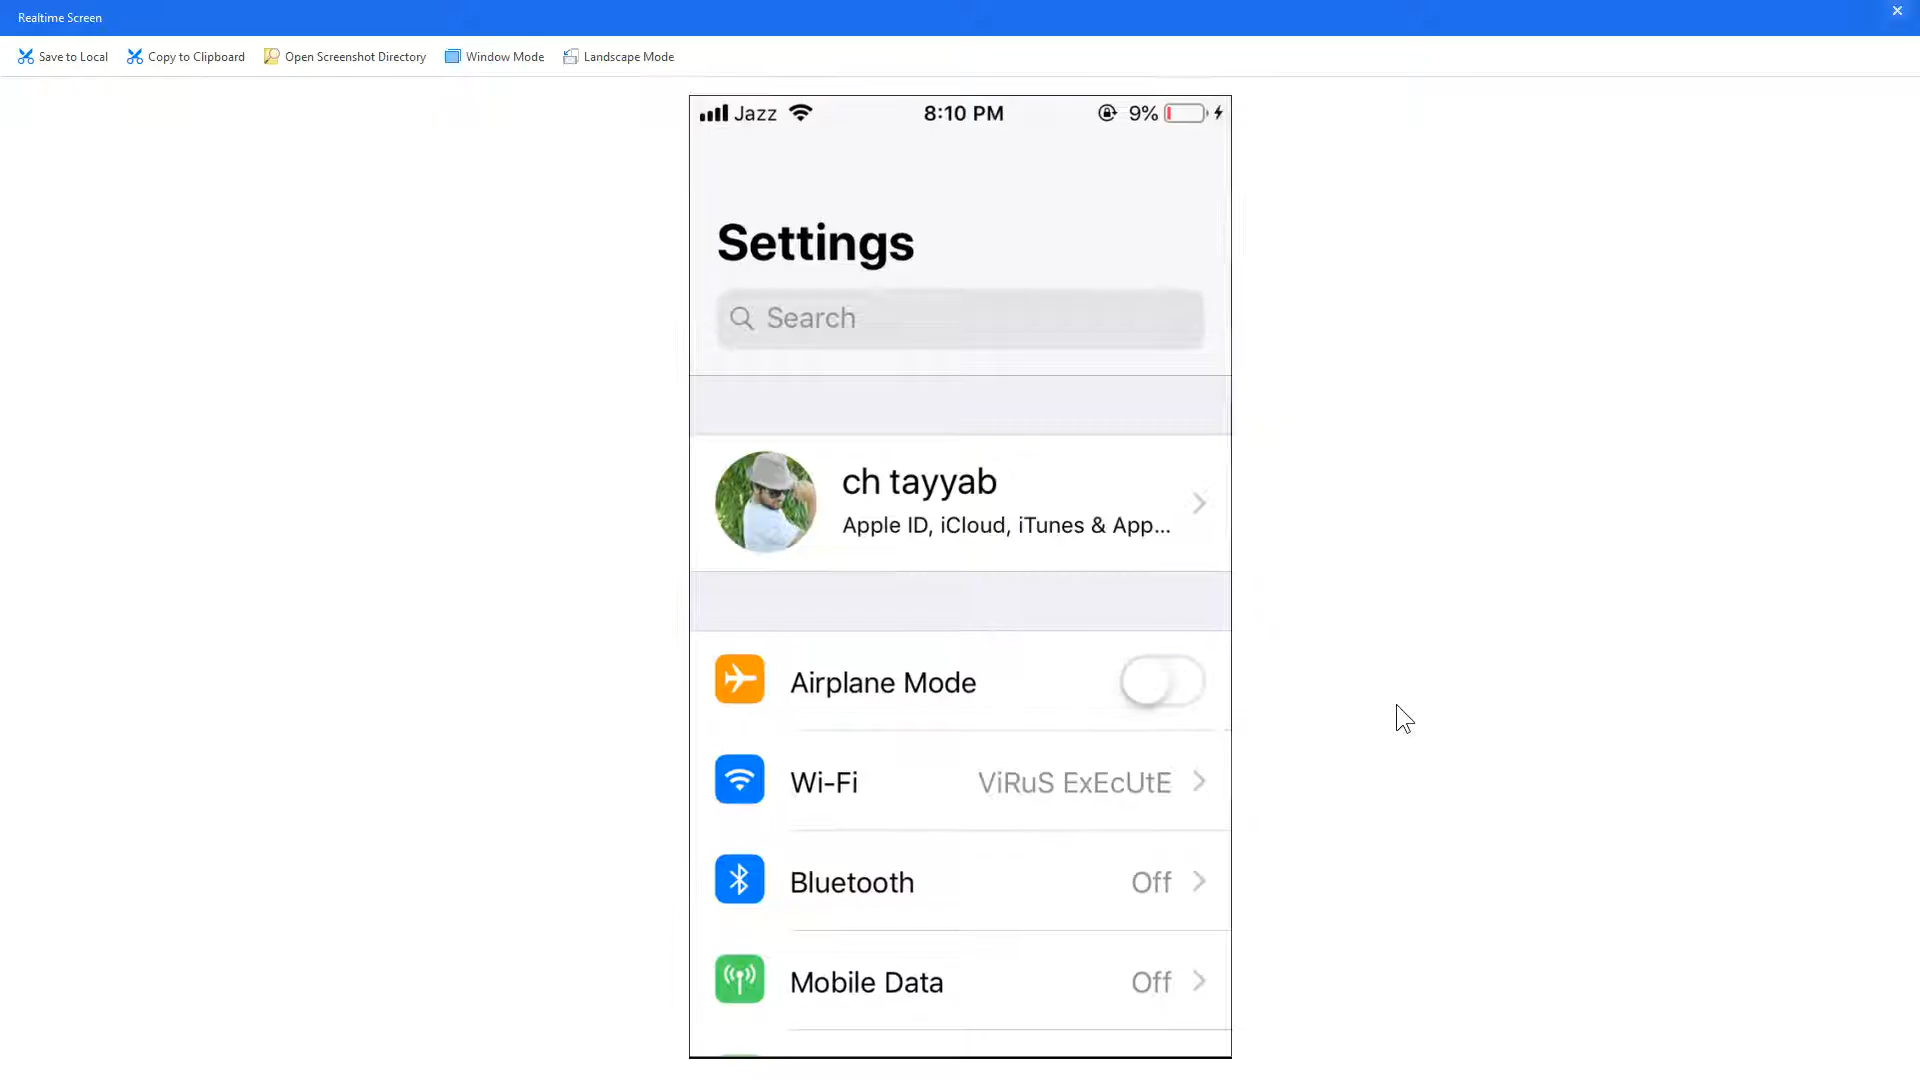 Realtime Screen
Save to Local Copy to Clipboard Open Screenshot Directory Window Mode Landscape Mode
Jazz 8:10 PM 9%
Settings
Search
ch tayyab
Apple ID, iCloud, iTunes & App...
Airplane Mode
Wi-Fi ViRuS ExEcUtE
Bluetooth Off
Mobile Data Off